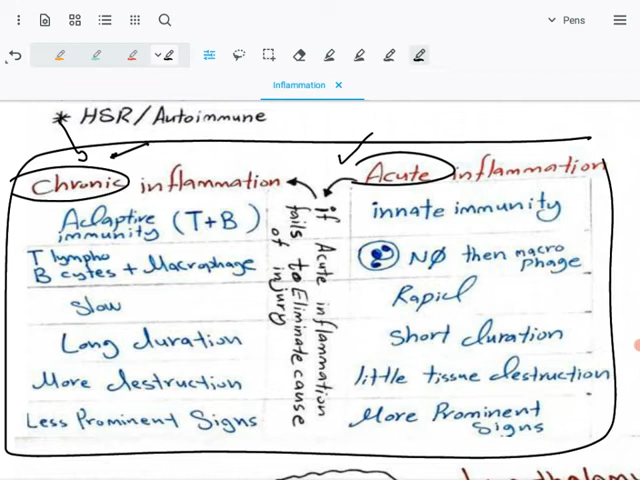 Pens
Inflammation
* HSR/Autoimmune
Chronic inflammation
Adaptive immunity (T+B)
T lympho
B cytes + Macrophage
Slow
Long duration
More destruction
Less Prominent Signs
if Acute inflammation
fails to Eliminate cause
of injury
Acute inflammation
innate immunity
NØ then macro
phage
Rapid
Short duration
little tissue destruction
More Prominent
Signs